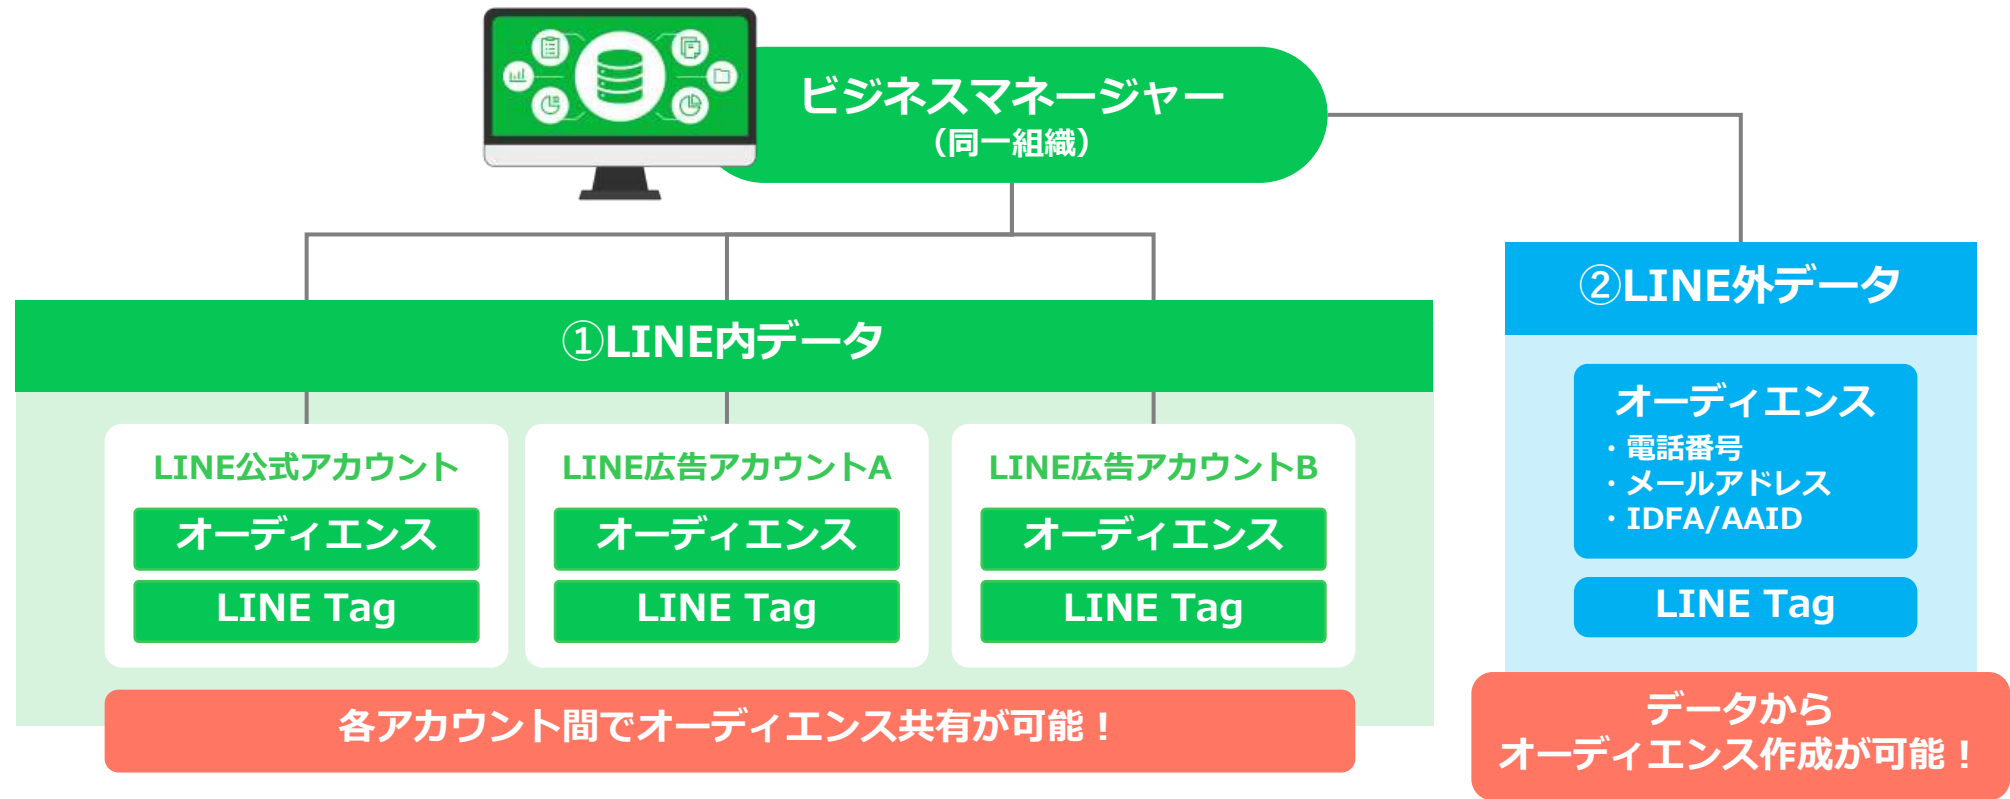 ビジネスマネージャー
（同一組織）
①LINE内データ
LINE公式アカウント
オーディエンス
LINE Tag
LINE広告アカウントA
オーディエンス
LINE Tag
LINE広告アカウントB
オーディエンス
LINE Tag
各アカウント間でオーディエンス共有が可能！
②LINE外データ
オーディエンス
・電話番号
・メールアドレス
・IDFA/AAID
LINE Tag
データから
オーディエンス作成が可能！